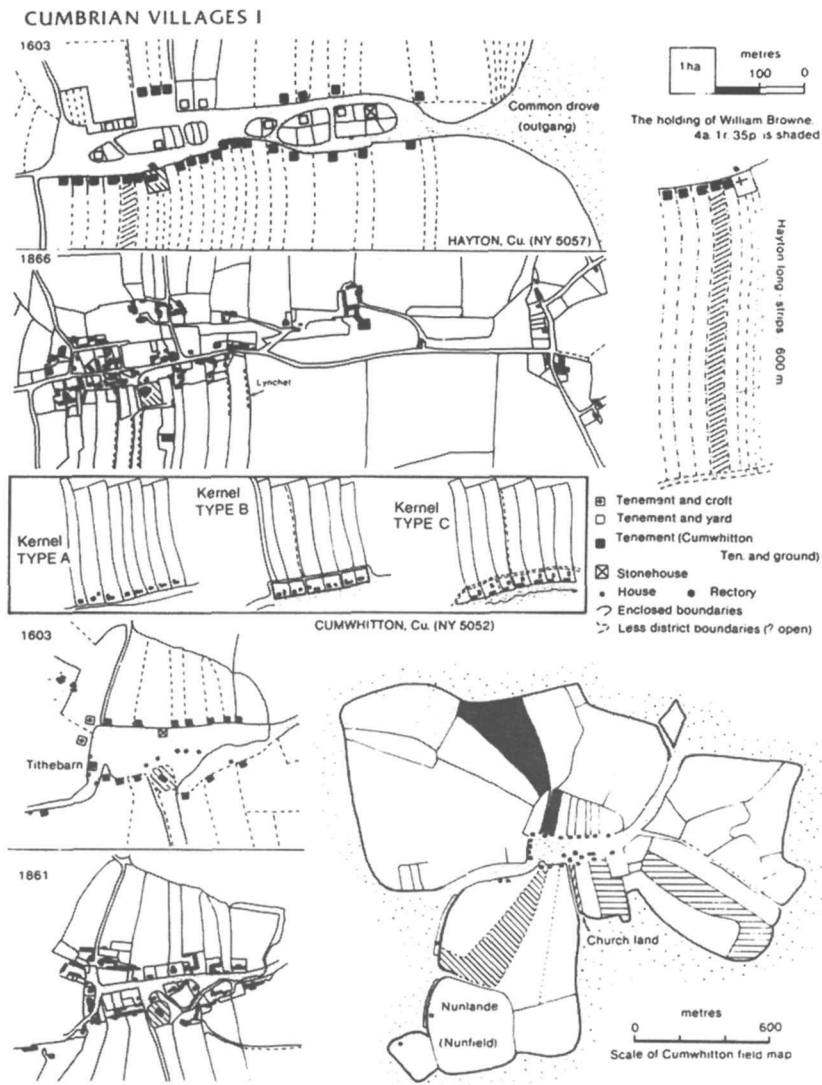 CUMBRIAN VILLAGES I
1603
Common drove
(outgang)
HAYTON, Cu. (NY 5057)
1ha
metres
100 0
The holding of William Browne.
4a. 1r. 35p is shaded
Hayton long-strips 600 m
1866
Lynchet
Kernel
TYPE A
Kernel
TYPE B
Kernel
TYPE C
Tenement and croft
Tenement and yard
Tenement (Cumwhitton
Ten. and ground)
Stonehouse
House Rectory
Enclosed boundaries
Less district boundaries (? open)
CUMWHITTON, Cu. (NY 5052)
1603
Tithebarn
1861
Church land
Nunlande
(Nunfield)
metres
0 600
Scale of Cumwhitton field map